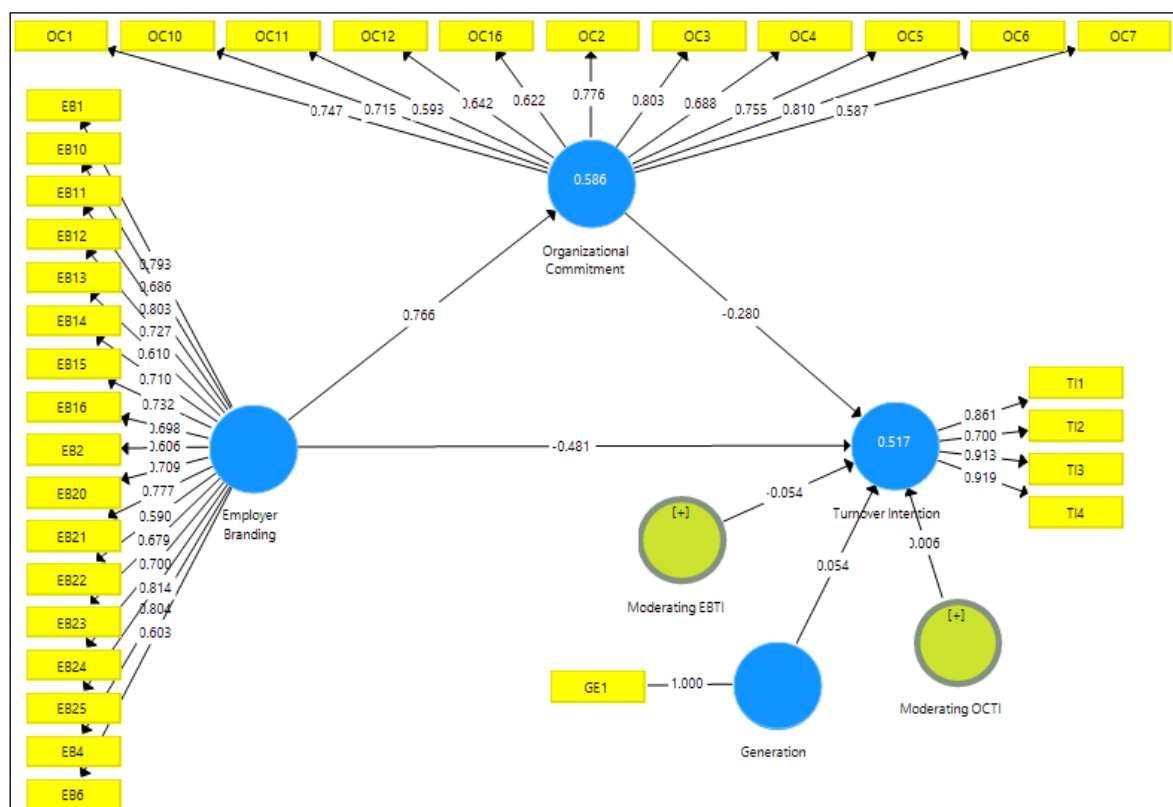 OC1 OC10 OC11 OC12 OC16 OC2 OC3 OC4 OC5 OC6 OC7
0.747 0.715 0.593 0.642 0.622 0.776 0.803 0.688 0.755 0.810 0.587
EB1
EB10
EB11
EB12
EB13
EB14
EB15
EB16
EB2
EB20
EB21
EB22
EB23
EB24
EB25
EB4
EB6
0.793
0.686
0.803
0.727
0.610
0.710
0.732
0.698
0.606
0.709
0.777
0.590
0.679
0.700
0.814
0.804
0.603
0.586
Organizational
Commitment
0.766
-0.280
Employer
Branding
-0.481
0.517
Turnover Intention
0.861
0.700
0.913
0.919
TI1
TI2
TI3
TI4
-0.054
[+]
Moderating EBTI
0.054
0.006
[+]
Moderating OCTI
GE1
1.000
Generation